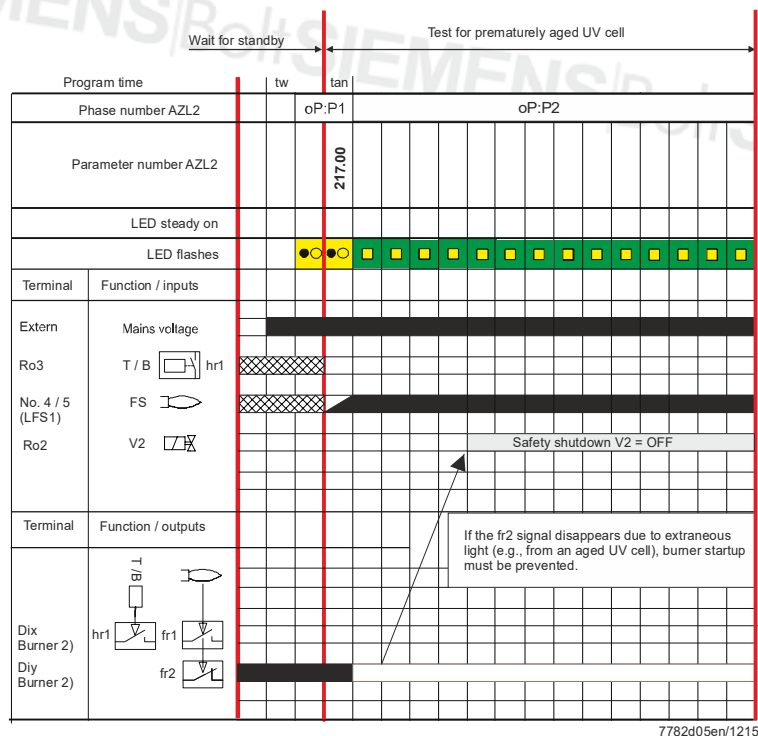 SIEMENS|Bolt SIEMENS|Bolt S
Wait for standby
Test for prematurely aged UV cell
Program time
tw
tan
Phase number AZL2
oP:P1
oP:P2
Parameter number AZL2
217.00
LED steady on
LED flashes
Terminal
Function / inputs
Extern
Mains voltage
Ro3
T / B
hr1
No. 4 / 5
(LFS1)
FS
Ro2
V2
Safety shutdown V2 = OFF
Terminal
Function / outputs
If the fr2 signal disappears due to extraneous
light (e.g., from an aged UV cell), burner startup
must be prevented.
T / B
Dix
Burner 2)
hr1
fr1
Diy
Burner 2)
fr2
7782d05en/1215